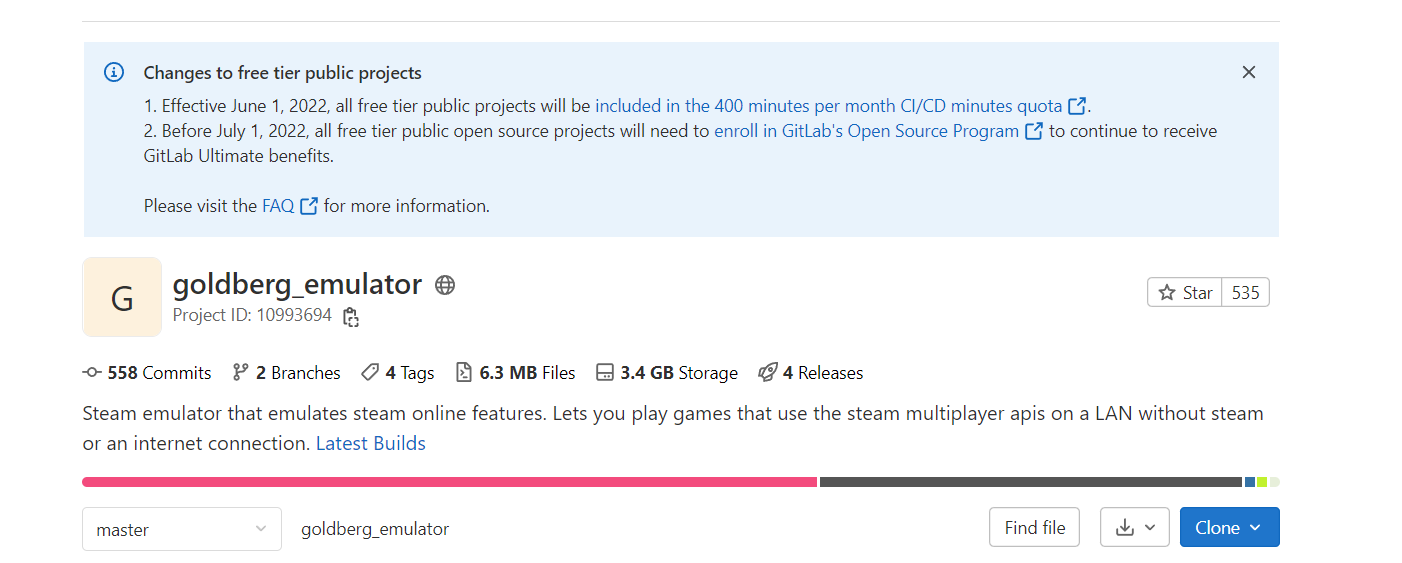 Changes to free tier public projects
1. Effective June 1, 2022, all free tier public projects will be included in the 400 minutes per month CI/CD minutes quota.
2. Before July 1, 2022, all free tier public open source projects will need to enroll in GitLab's Open Source Program to continue to receive
GitLab Ultimate benefits.
Please visit the FAQ for more information.
G
goldberg_emulator
Project ID: 10993694
Star 535
558 Commits 2 Branches 4 Tags 6.3 MB Files 3.4 GB Storage 4 Releases
Steam emulator that emulates steam online features. Lets you play games that use the steam multiplayer apis on a LAN without steam
or an internet connection. Latest Builds
master goldberg_emulator Find file Clone